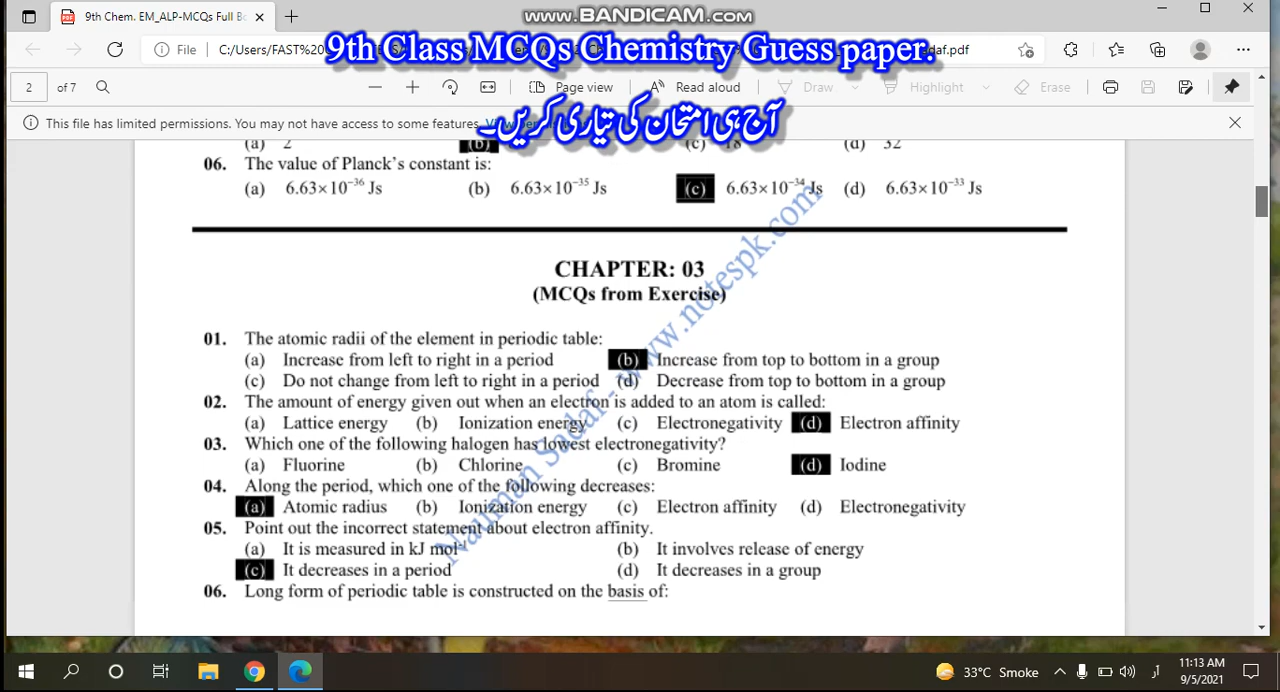 9th Chem. EM_ALP-MCQs Full B
www.BANDICAM.com
File C:/Users/FAST%20 adaf.pdf
9th Class MCQs Chemistry Guess paper.
2 of 7 Page view Read aloud Draw Highlight Erase
آج ہی امتحان کی تیاری کریں۔
This file has limited permissions. You may not have access to some features.
(a) 2 (b) (c) 18 (d) 32
06. The value of Planck's constant is:
(a) 6.63×10⁻³⁶ Js (b) 6.63×10⁻³⁵ Js (c) 6.63×10⁻³⁴ Js (d) 6.63×10⁻³³ Js
CHAPTER: 03
(MCQs from Exercise)
01. The atomic radii of the element in periodic table:
(a) Increase from left to right in a period (b) Increase from top to bottom in a group
(c) Do not change from left to right in a period (d) Decrease from top to bottom in a group
02. The amount of energy given out when an electron is added to an atom is called:
(a) Lattice energy (b) Ionization energy (c) Electronegativity (d) Electron affinity
03. Which one of the following halogen has lowest electronegativity?
(a) Fluorine (b) Chlorine (c) Bromine (d) Iodine
04. Along the period, which one of the following decreases:
(a) Atomic radius (b) Ionization energy (c) Electron affinity (d) Electronegativity
05. Point out the incorrect statement about electron affinity.
(a) It is measured in kJ mol⁻¹ (b) It involves release of energy
(c) It decreases in a period (d) It decreases in a group
06. Long form of periodic table is constructed on the basis of:
Nauman Sadaf - www.notespk.com
33°C Smoke 11:13 AM
9/5/2021